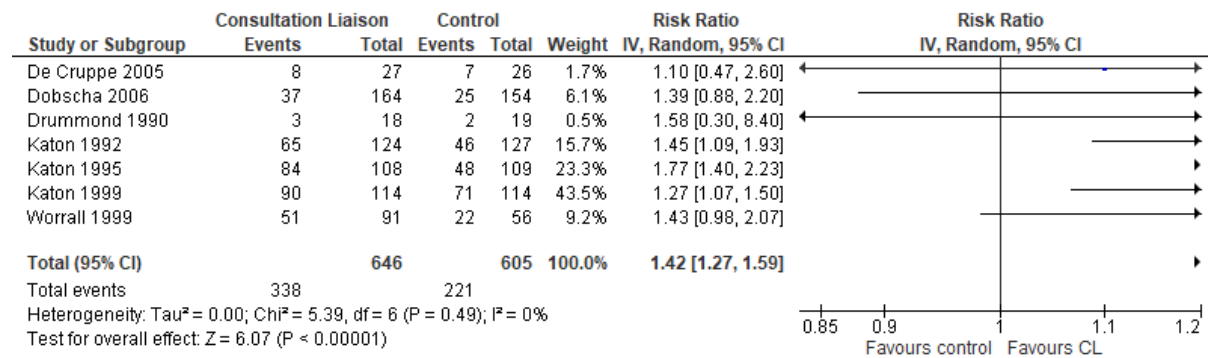 Consultation Liaison Control Risk Ratio Risk Ratio
Study or Subgroup Events Total Events Total Weight IV, Random, 95% CI IV, Random, 95% CI
De Cruppe 2005 8 27 7 26 1.7% 1.10 [0.47, 2.60]
Dobscha 2006 37 164 25 154 6.1% 1.39 [0.88, 2.20]
Drummond 1990 3 18 2 19 0.5% 1.58 [0.30, 8.40]
Katon 1992 65 124 46 127 15.7% 1.45 [1.09, 1.93]
Katon 1995 84 108 48 109 23.3% 1.77 [1.40, 2.23]
Katon 1999 90 114 71 114 43.5% 1.27 [1.07, 1.50]
Worrall 1999 51 91 22 56 9.2% 1.43 [0.98, 2.07]
Total (95% CI) 646 605 100.0% 1.42 [1.27, 1.59]
Total events 338 221
Heterogeneity: Tau² = 0.00; Chi² = 5.39, df = 6 (P = 0.49); I² = 0%
Test for overall effect: Z = 6.07 (P < 0.00001)
0.85 0.9 1 1.1 1.2
Favours control Favours CL